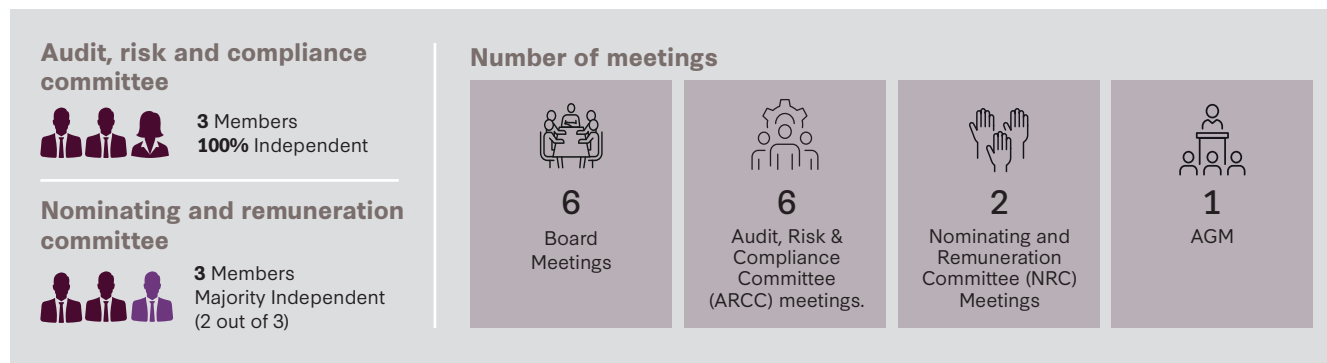 Audit, risk and compliance
committee
3 Members
100% Independent
Nominating and remuneration
committee
3 Members
Majority Independent
(2 out of 3)
Number of meetings
6
Board
Meetings
6
Audit, Risk &
Compliance
Committee
(ARCC) meetings.
2
Nominating and
Remuneration
Committee (NRC)
Meetings
1
AGM